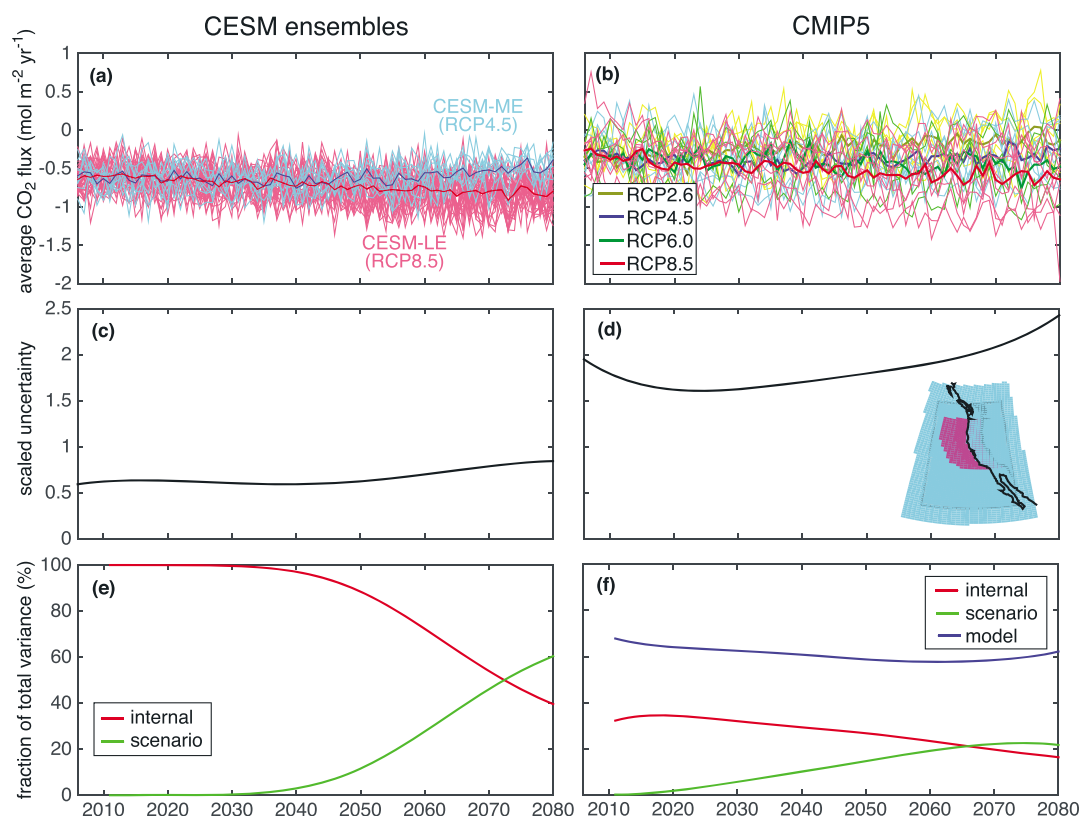 CESM ensembles
CMIP5
average CO2 flux (mol m-2 yr-1)
1
0.5
0
-0.5
-1
-1.5
-2
(a)
CESM-ME
(RCP4.5)
CESM-LE
(RCP8.5)
(b)
RCP2.6
RCP4.5
RCP6.0
RCP8.5
scaled uncertainty
2.5
2
1.5
1
0.5
0
(c)
(d)
fraction of total variance (%)
100
80
60
40
20
0
(e)
internal
scenario
2010 2020 2030 2040 2050 2060 2070 2080
(f)
internal
scenario
model
2010 2020 2030 2040 2050 2060 2070 2080